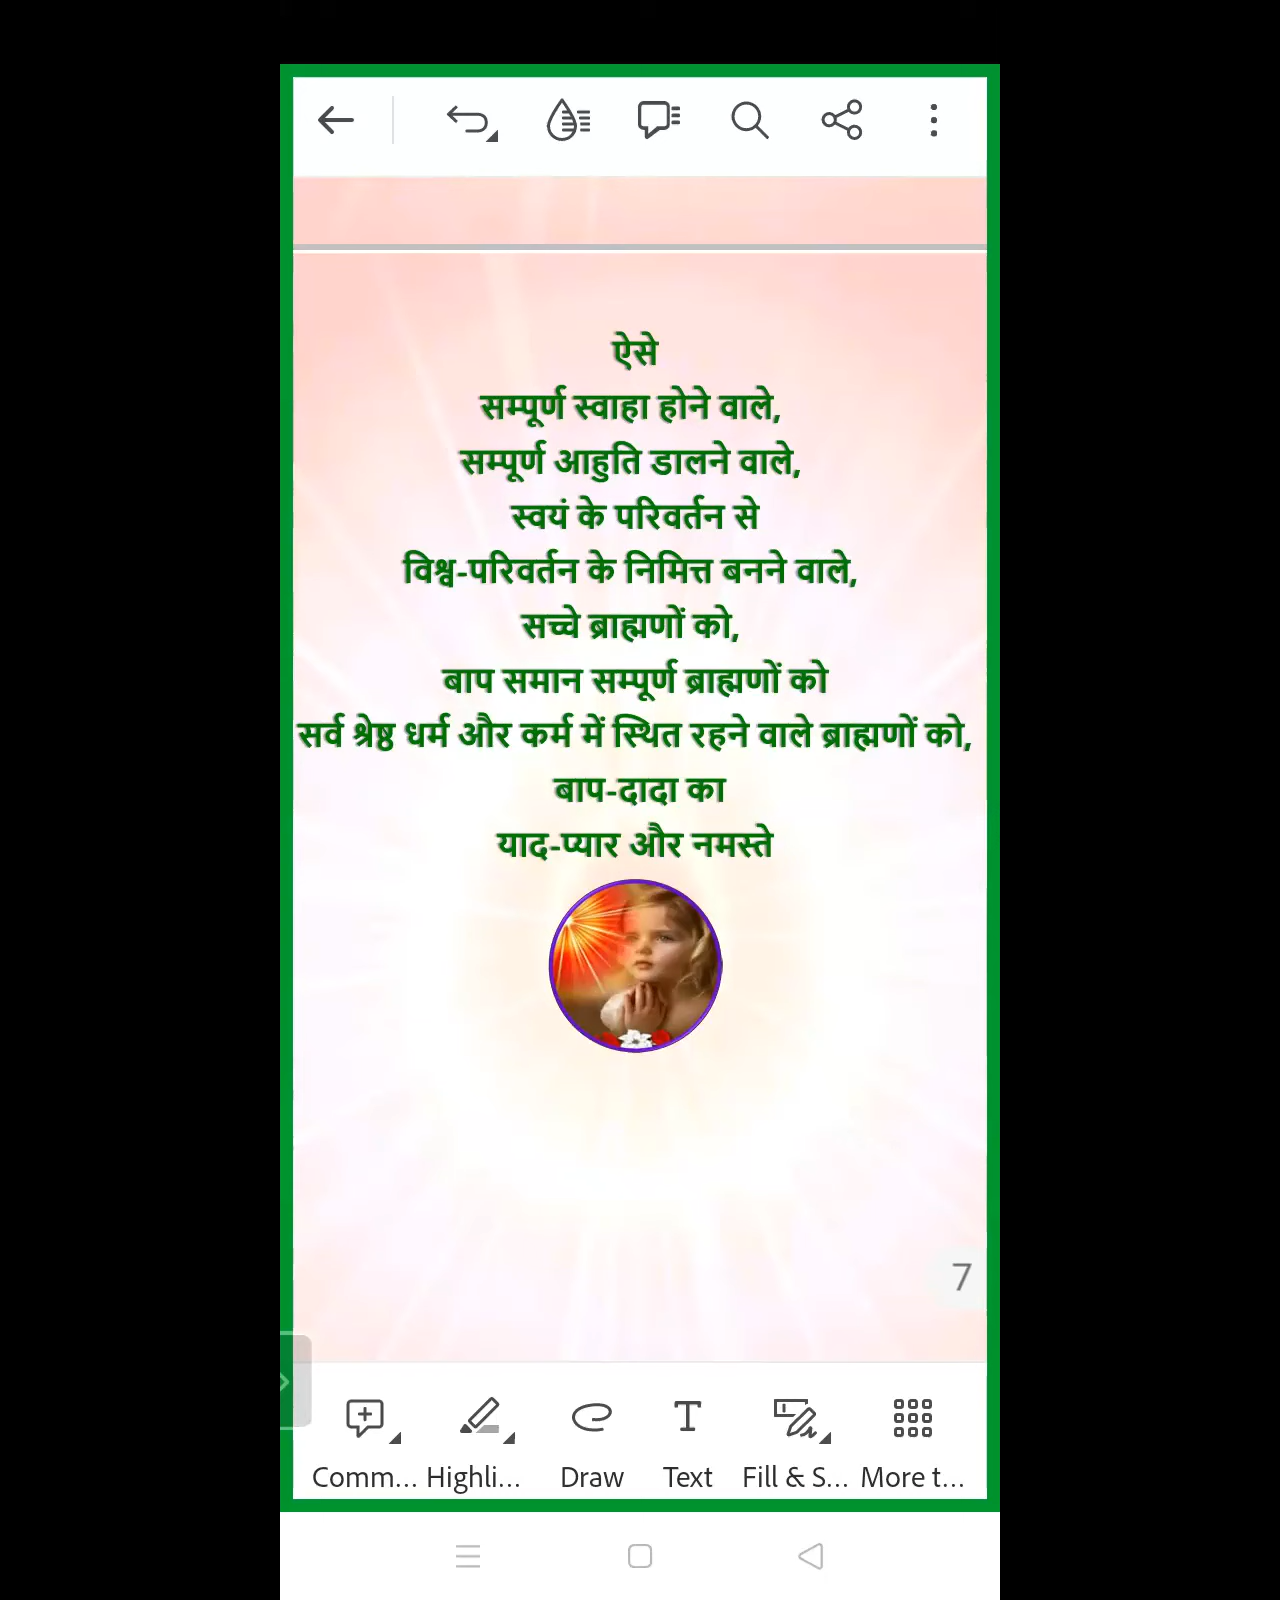 ऐसे
सम्पूर्ण स्वाहा होने वाले,
सम्पूर्ण आहुति डालने वाले,
स्वयं के परिवर्तन से
विश्व-परिवर्तन के निमित्त बनने वाले,
सच्चे ब्राह्मणों को,
बाप समान सम्पूर्ण ब्राह्मणों को
सर्व श्रेष्ठ धर्म और कर्म में स्थित रहने वाले ब्राह्मणों को,
बाप-दादा का
याद-प्यार और नमस्ते
7
Comm... Highli... Draw Text Fill & S... More t...